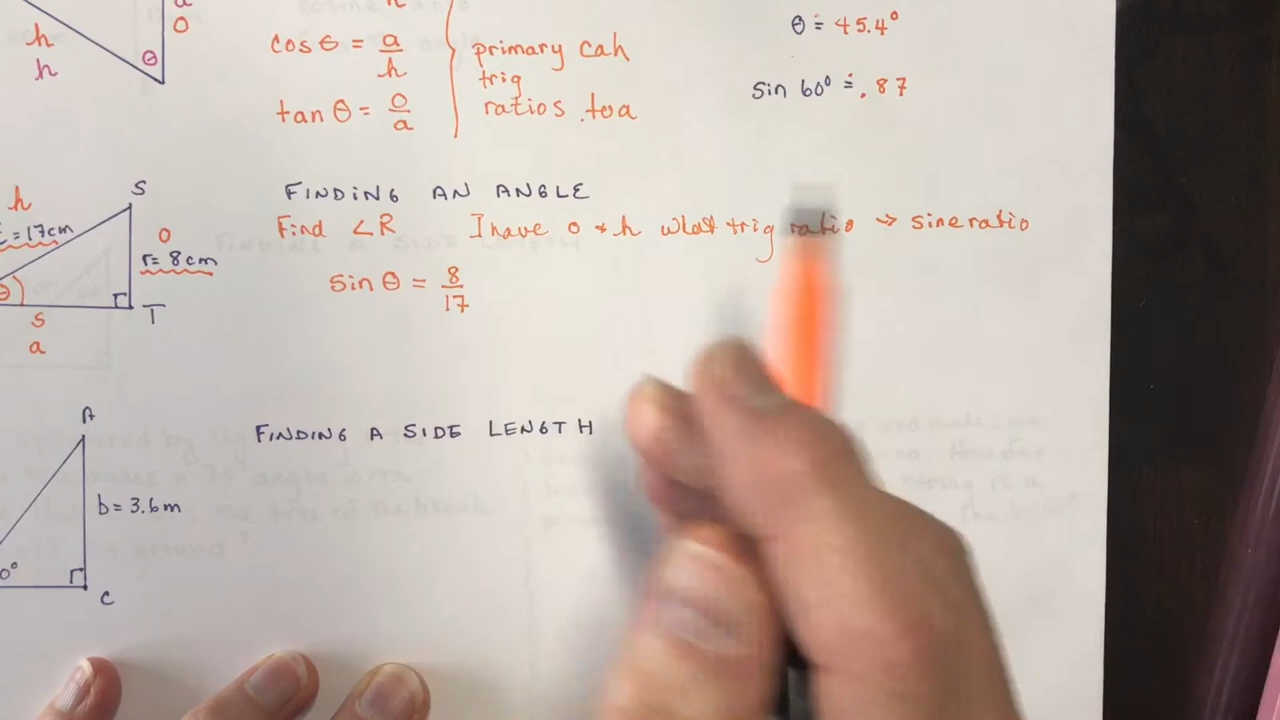 h
h
θ
a
o
cos θ = a/h
tan θ = o/a
primary cah
trig
ratios toa
θ ≐ 45.4°
sin 60° ≐ .87
h
= 17cm
S
o
r = 8cm
θ
s
a
T
FINDING AN ANGLE
Find ∠R I have o & h what trig ratio → sine ratio
sin θ = 8/17
A
b = 3.6m
0°
C
FINDING A SIDE LENGTH